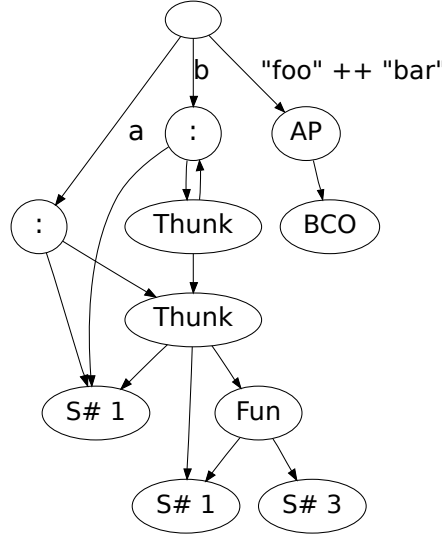 b
"foo" ++ "bar"
a
:
AP
:
Thunk
BCO
Thunk
S# 1
Fun
S# 1
S# 3